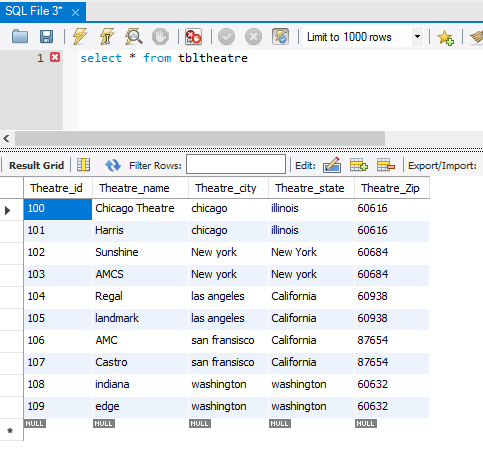 SQL File 3* ×
Limit to 1000 rows
1 select * from tbltheatre
Result Grid Filter Rows: Edit: Export/Import:
Theatre_id Theatre_name Theatre_city Theatre_state Theatre_Zip
100 Chicago Theatre chicago illinois 60616
101 Harris chicago illinois 60616
102 Sunshine New york New York 60684
103 AMCS New york New York 60684
104 Regal las angeles California 60938
105 landmark las angeles California 60938
106 AMC san fransisco California 87654
107 Castro san fransisco California 87654
108 indiana washington washington 60632
109 edge washington washington 60632
* NULL NULL NULL NULL NULL